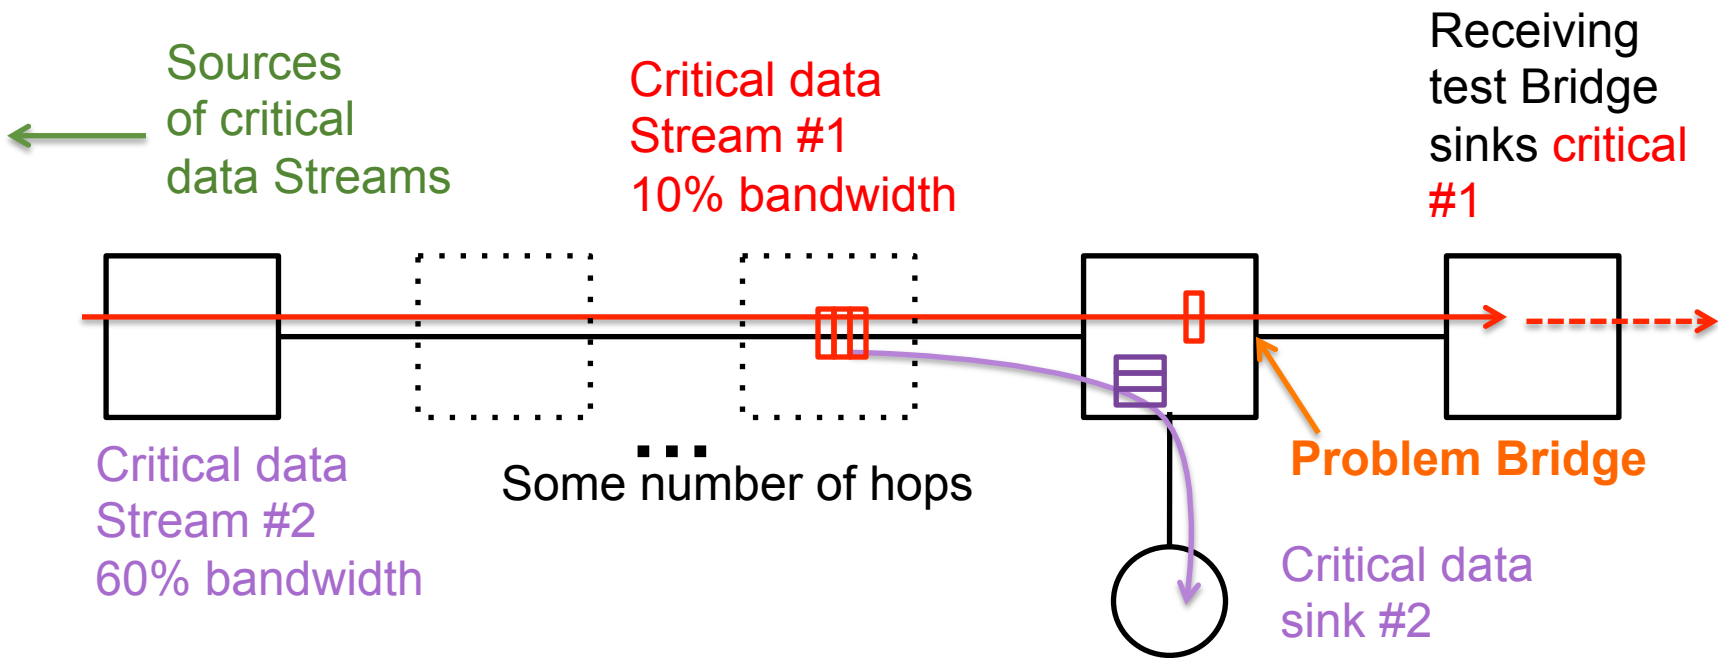 Sources
of critical
data Streams
Critical data
Stream #1
10% bandwidth
Receiving
test Bridge
sinks critical
#1
Critical data
Stream #2
60% bandwidth
...
Some number of hops
Problem Bridge
Critical data
sink #2